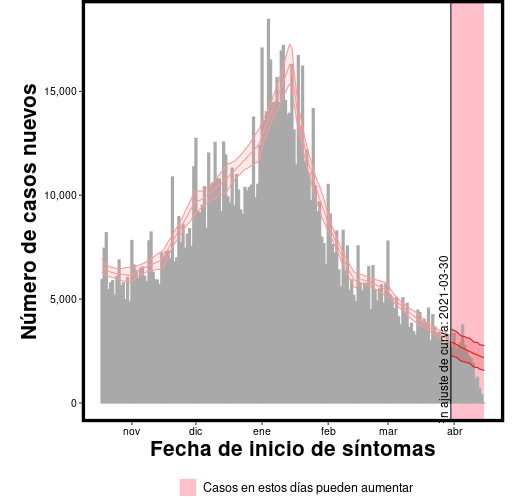 Número de casos nuevos
15,000
10,000
5,000
0
n ajuste de curva: 2021-03-30
nov dic ene feb mar abr
Fecha de inicio de síntomas
Casos en estos días pueden aumentar